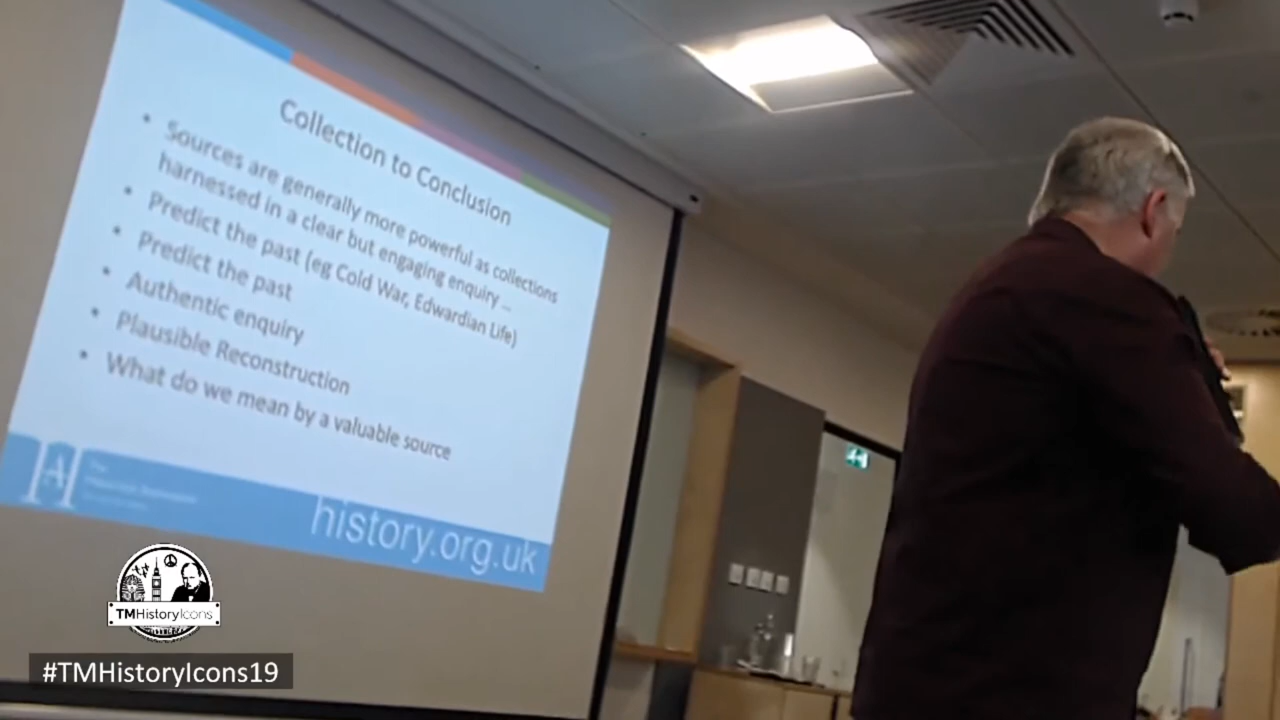 Collection to Conclusion
• Sources are generally more powerful as collections
harnessed in a clear but engaging enquiry ...
• Predict the past (eg Cold War, Edwardian Life)
• Predict the past
• Authentic enquiry
• Plausible Reconstruction
• What do we mean by a valuable source
history.org.uk
TMHistoryIcons
#TMHistoryIcons19